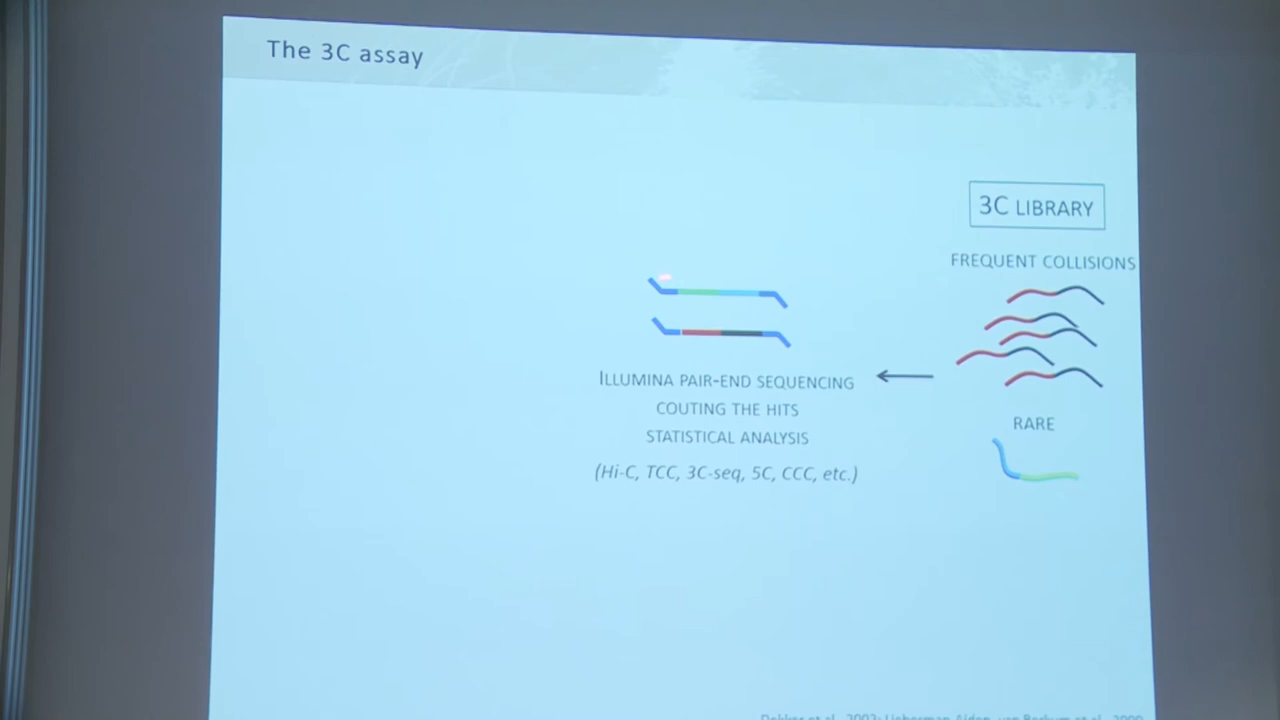 The 3C assay
3C LIBRARY
FREQUENT COLLISIONS
ILLUMINA PAIR-END SEQUENCING
COUTING THE HITS
STATISTICAL ANALYSIS
(Hi-C, TCC, 3C-seq, 5C, CCC, etc.)
RARE